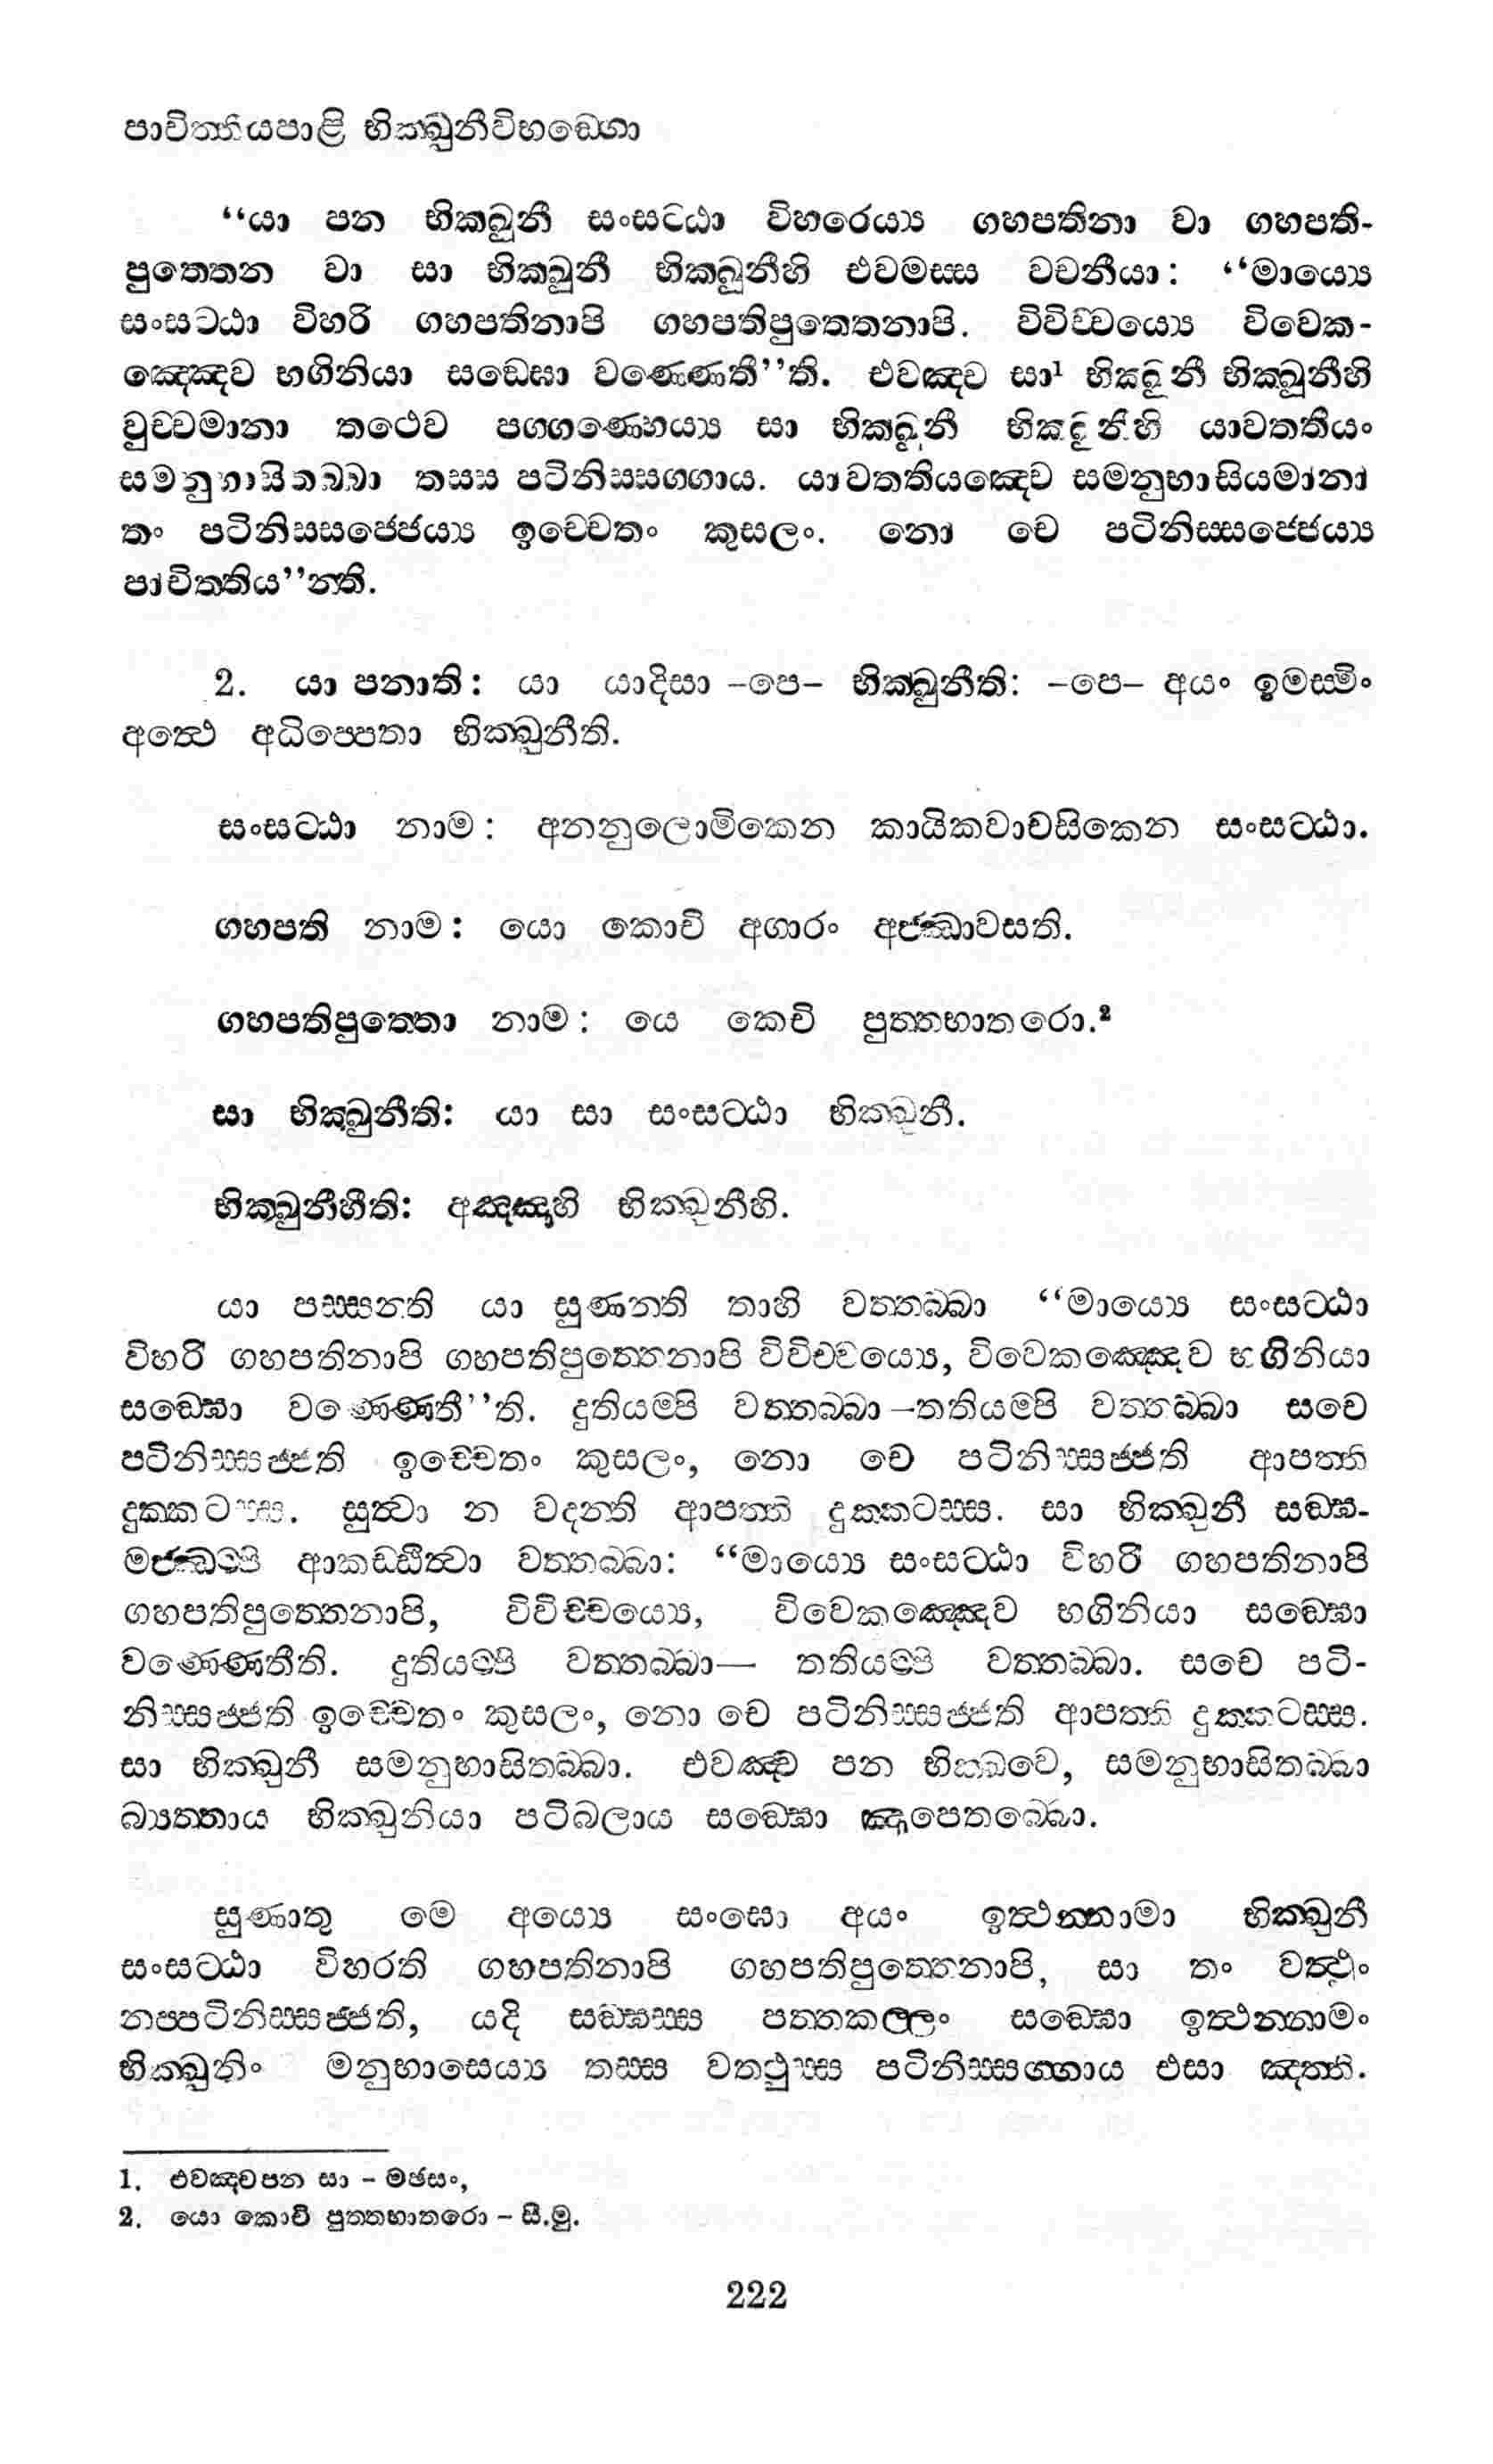 පාචිත්තියපාළි භික්ඛුනීවිභඞ්ගො
“යා පන භික්ඛුනී සංසට්ඨා විහරෙය්‍ය ගහපතිනා වා ගහපති-
පුත්තෙන වා සා භික්ඛුනී භික්ඛුනීහි එවමස්ස වචනීයා: “මාය්‍යෙ
සංසට්ඨා විහරි ගහපතිනාපි ගහපතිපුත්තෙනාපි. විවිච්චය්‍යෙ විවෙක-
ඤ්ඤෙව භගිනියා සඞ්ඝො වණ්ණෙතී”ති. එවඤ්ච සා¹ භික්ඛුනී භික්ඛුනීහි
වුච්චමානා තථෙව පග්ගණ්හෙය්‍ය සා භික්ඛුනී භික්ඛුනීහි යාවතතියං
සමනුභාසිතබ්බා තස්ස පටිනිස්සග්ගාය. යාවතතියඤ්චෙව සමනුභාසියමානා
තං පටිනිස්සජ්ජෙය්‍ය ඉච්චෙතං කුසලං. නො චෙ පටිනිස්සජ්ජෙය්‍ය
පාචිත්තිය”න්ති.
2. යා පනාති: යා යාදිසා –පෙ– භික්ඛුනීති: –පෙ– අයං ඉමස්මිං
අත්ථෙ අධිප්පෙතා භික්ඛුනීති.
සංසට්ඨා නාම: අනනුලොමිකෙන කායිකවාචසිකෙන සංසට්ඨා.
ගහපති නාම: යො කොචි අගාරං අජ්ඣාවසති.
ගහපතිපුත්තො නාම: යෙ කෙචි පුත්තභාතරො.²
සා භික්ඛුනීති: යා සා සංසට්ඨා භික්ඛුනී.
භික්ඛුනීහීති: අඤ්ඤාහි භික්ඛුනීහි.
යා පස්සන්ති යා සුණන්ති තාහි වත්තබ්බා “මාය්‍යෙ සංසට්ඨා
විහරි ගහපතිනාපි ගහපතිපුත්තෙනාපි විවිච්චය්‍යෙ, විවෙකඤ්ඤෙව භගිනියා
සඞ්ඝො වණ්ණෙතී”ති. දුතියම්පි වත්තබ්බා –තතියම්පි වත්තබ්බා සචෙ
පටිනිස්සජ්ජති ඉච්චෙතං කුසලං, නො චෙ පටිනිස්සජ්ජති ආපත්ති
දුක්කටස්ස. සුත්වා න වදන්ති ආපත්ති දුක්කටස්ස. සා භික්ඛුනී සඞ්ඝ-
මජ්ඣම්පි ආකඩ්ඪිත්වා වත්තබ්බා: “මාය්‍යෙ සංසට්ඨා විහරි ගහපතිනාපි
ගහපතිපුත්තෙනාපි, විවිච්චය්‍යෙ, විවෙකඤ්ඤෙව භගිනියා සඞ්ඝො
වණ්ණෙතීති. දුතියම්පි වත්තබ්බා— තතියම්පි වත්තබ්බා. සචෙ පටි-
නිස්සජ්ජති ඉච්චෙතං කුසලං, නො චෙ පටිනිස්සජ්ජති ආපත්ති දුක්කටස්ස.
සා භික්ඛුනී සමනුභාසිතබ්බා. එවඤ්ච පන භික්ඛවෙ, සමනුභාසිතබ්බා
බ්‍යත්තාය භික්ඛුනියා පටිබලාය සඞ්ඝො ඤාපෙතබ්බො.
සුණාතු මෙ අය්‍යෙ සංඝො අයං ඉත්ථන්නාමා භික්ඛුනී
සංසට්ඨා විහරති ගහපතිනාපි ගහපතිපුත්තෙනාපි, සා තං වත්ථුං
නප්පටිනිස්සජ්ජති, යදි සඞ්ඝස්ස පත්තකල්ලං සඞ්ඝො ඉත්ථන්නාමං
භික්ඛුනිං මනුභාසෙය්‍ය තස්ස වත්ථුස්ස පටිනිස්සග්ගාය එසා ඤත්ති.
1. එවඤ්චපන සා – මඡසං,
2. යො කොචි පුත්තභාතරො – සී.මු.
222